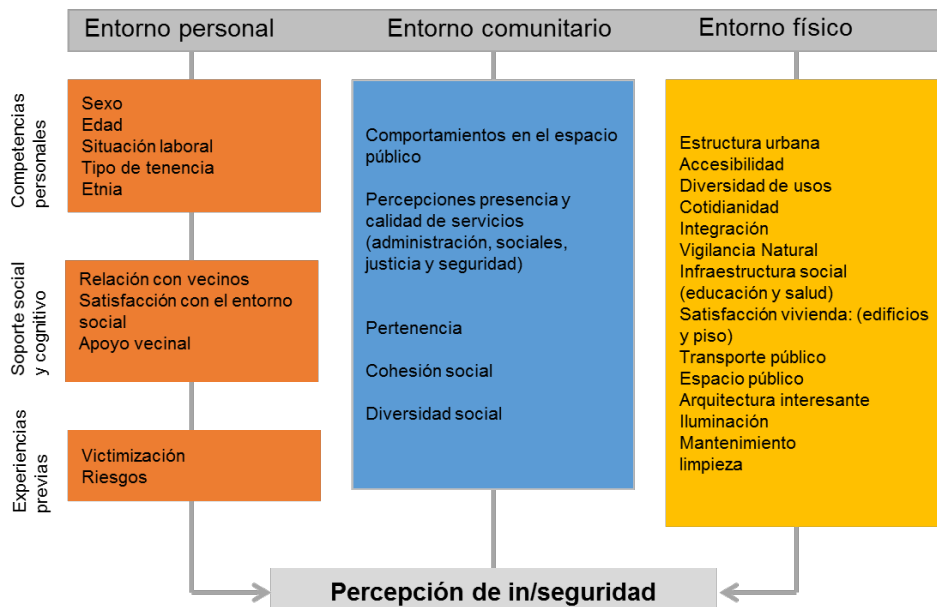 Entorno personal
Entorno comunitario
Entorno físico
Competencias
personales
Sexo
Edad
Situación laboral
Tipo de tenencia
Etnia
Soporte social
y cognitivo
Relación con vecinos
Satisfacción con el entorno
social
Apoyo vecinal
Experiencias
previas
Victimización
Riesgos
Comportamientos en el espacio
público
Percepciones presencia y
calidad de servicios
(administración, sociales,
justicia y seguridad)
Pertenencia
Cohesión social
Diversidad social
Estructura urbana
Accesibilidad
Diversidad de usos
Cotidianidad
Integración
Vigilancia Natural
Infraestructura social
(educación y salud)
Satisfacción vivienda: (edificios
y piso)
Transporte público
Espacio público
Arquitectura interesante
Iluminación
Mantenimiento
limpieza
Percepción de in/seguridad